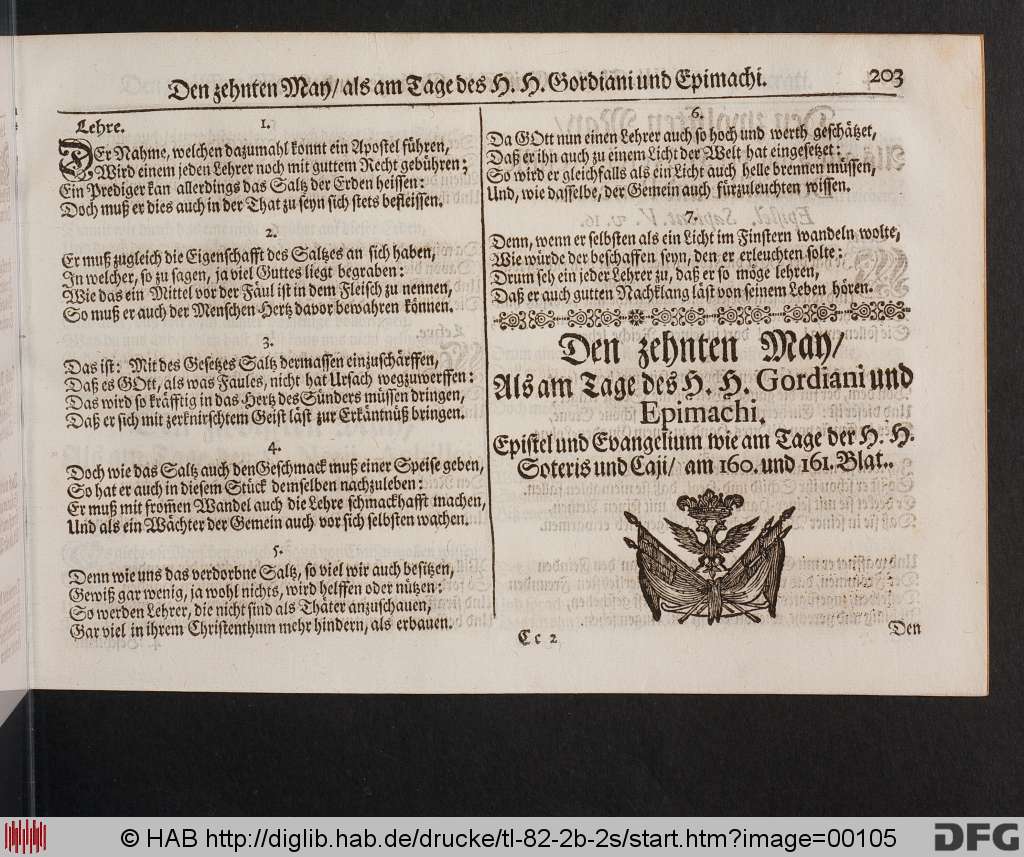 Den zehnten May/ als am Tage des H. H. Gordiani und Epimachi.
203
Lehre.
1.
DEr Nahme, welchen dazumahl konnt ein Apostel führen,
Wird einem jeden Lehrer noch mit guttem Recht gebühren;
Ein Prediger kan allerdings das Saltz der Erden heissen:
Doch muß er dies auch in der That zu seyn sich stets befleissen.
2.
Er muß zugleich die Eigenschafft des Saltzes an sich haben,
In welcher, so zu sagen, ja viel Guttes liegt begraben:
Wie das ein Mittel vor der Fäul ist in dem Fleisch zu nennen,
So muß er auch der Menschen Hertz davor bewahren können.
3.
Das ist: Mit des Gesetzes Saltz dermassen einzuschärffen,
Daß es GOtt, als was Faules, nicht hat Ursach wegzuwerffen:
Das wird so kräfftig in das Hertz des Sünders müssen dringen,
Daß er sich mit zerknirschtem Geist läst zur Erkäntnüß bringen.
4.
Doch wie das Saltz auch den Geschmack muß einer Speise geben,
So hat er auch in diesem Stück demselben nachzuleben:
Er muß mit from̃en Wandel auch die Lehre schmackhafft machen,
Und als ein Wächter der Gemein auch vor sich selbsten wachen.
5.
Denn wie uns das verdorbne Saltz, so viel wir auch besitzen,
Gewiß gar wenig, ja wohl nichts, wird helffen oder nützen:
So werden Lehrer, die nicht sind als Thäter anzuschauen,
Gar viel in ihrem Christenthum mehr hindern, als erbauen.
6.
Da GOtt nun einen Lehrer auch so hoch und werth geschätzet,
Daß er ihn auch zu einem Licht der Welt hat eingesetzet:
So wird er gleichfalls als ein Licht auch helle brennen müssen,
Und, wie dasselbe, der Gemein auch fürzuleuchten wissen.
7.
Denn, wenn er selbsten als ein Licht im Finstern wandeln wolte,
Wie würde der beschaffen seyn, den er erleuchten solte:
Drum seh ein jeder Lehrer zu, daß er so möge lehren,
Daß er auch gutten Nachklang läst von seinem Leben hören.
Den zehnten May/
Als am Tage des H. H. Gordiani und
Epimachi.
Epistel und Evangelium wie am Tage der H. H.
Soteris und Caji/ am 160. und 161. Blat..
Cc 2
Den
© HAB http://diglib.hab.de/drucke/tl-82-2b-2s/start.htm?image=00105
DFG